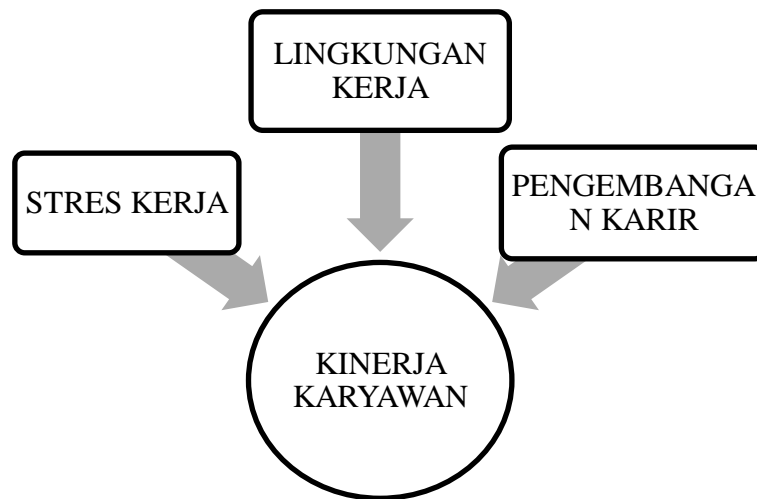 LINGKUNGAN
KERJA
STRES KERJA
PENGEMBANGA
N KARIR
KINERJA
KARYAWAN